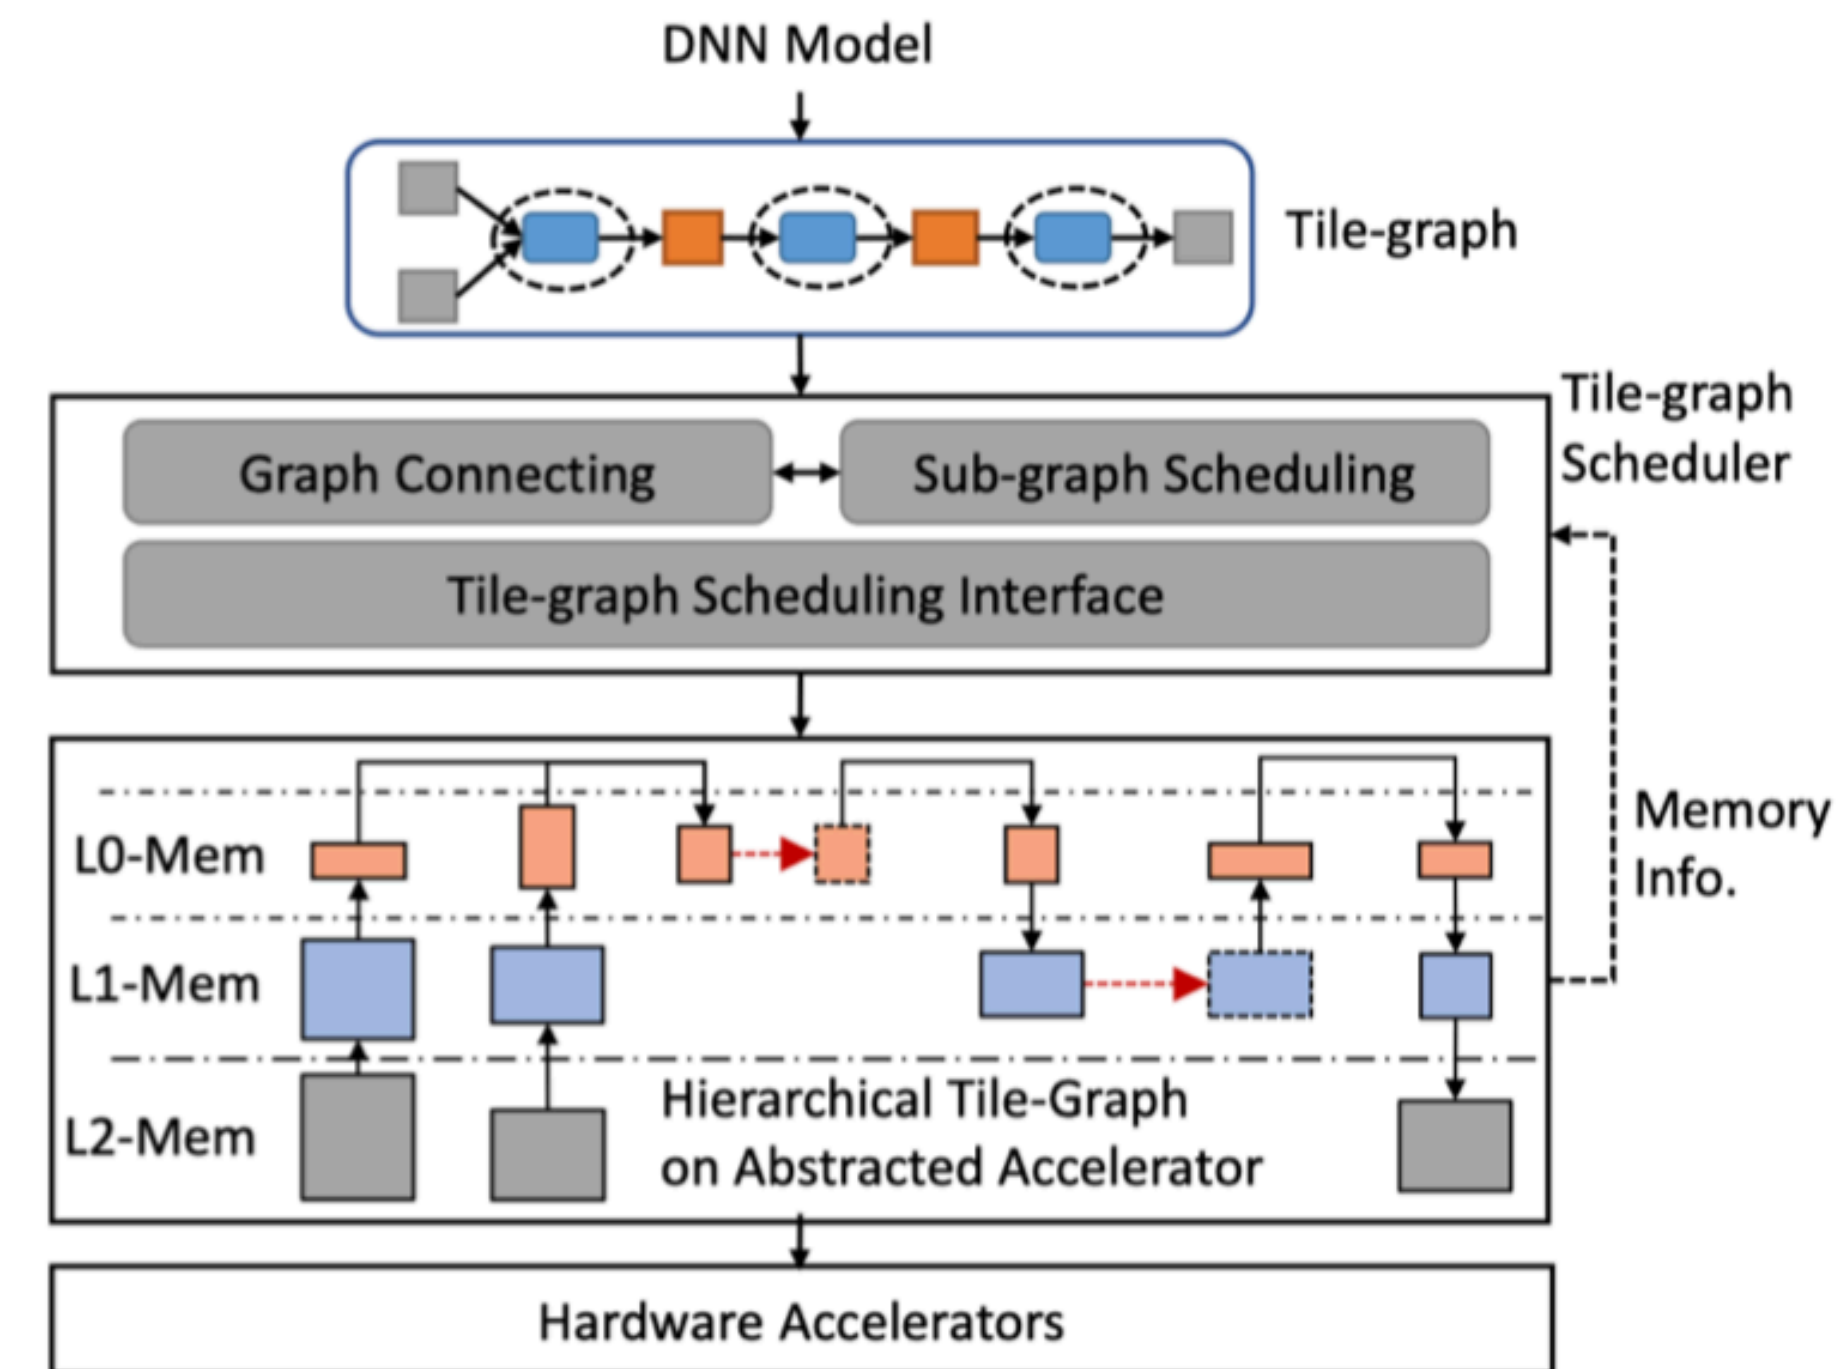 DNN Model
Tile-graph
Tile-graph
Scheduler
Graph Connecting
Sub-graph Scheduling
Tile-graph Scheduling Interface
Memory
Info.
L0-Mem
L1-Mem
L2-Mem
Hierarchical Tile-Graph
on Abstracted Accelerator
Hardware Accelerators